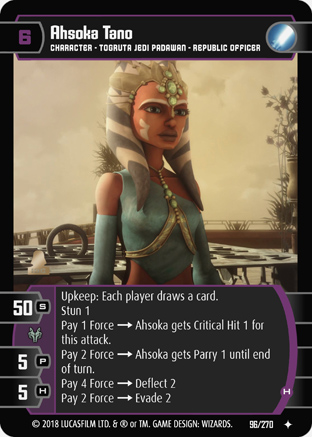 6
Ahsoka Tano
CHARACTER - TOGRUTA JEDI PADAWAN - REPUBLIC OFFICER
50 S
5 P
5 H
Upkeep: Each player draws a card.
Stun 1
Pay 1 Force → Ahsoka gets Critical Hit 1 for
this attack.
Pay 2 Force → Ahsoka gets Parry 1 until end
of turn.
Pay 4 Force → Deflect 2
Pay 2 Force → Evade 2
H
© 2018 LUCASFILM LTD. & ® or TM. GAME DESIGN: WIZARDS. 96/270